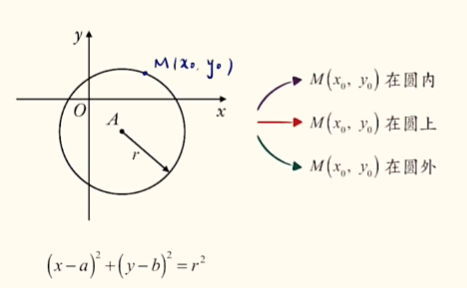 y
M(x₀, y₀)
O
x
A
r
M(x₀, y₀) 在圆内
M(x₀, y₀) 在圆上
M(x₀, y₀) 在圆外
(x−a)²+(y−b)²=r²